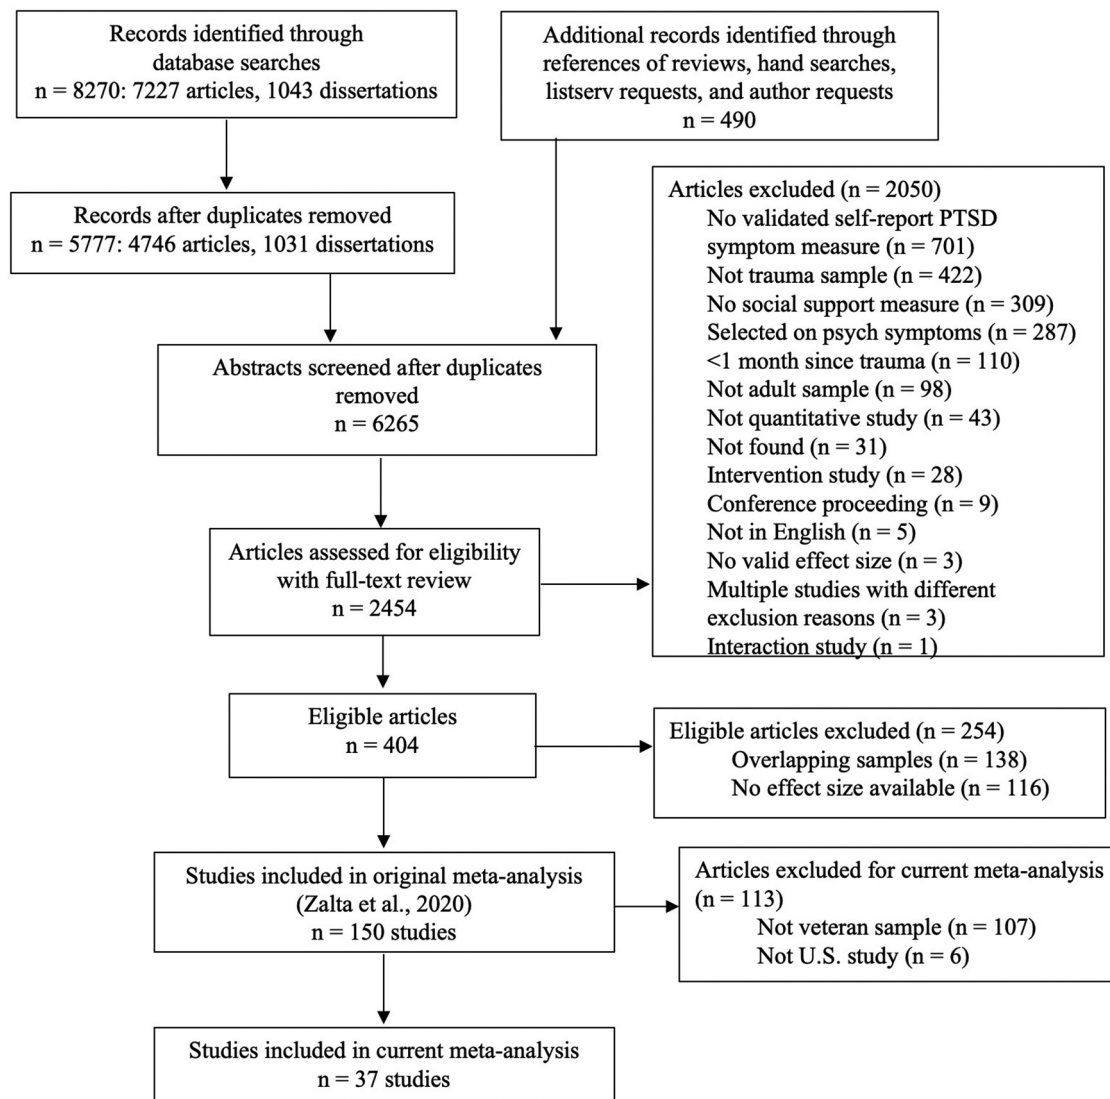 Records identified through
database searches
n = 8270: 7227 articles, 1043 dissertations
Additional records identified through
references of reviews, hand searches,
listserv requests, and author requests
n = 490
Records after duplicates removed
n = 5777: 4746 articles, 1031 dissertations
Abstracts screened after duplicates
removed
n = 6265
Articles assessed for eligibility
with full-text review
n = 2454
Articles excluded (n = 2050)
No validated self-report PTSD
symptom measure (n = 701)
Not trauma sample (n = 422)
No social support measure (n = 309)
Selected on psych symptoms (n = 287)
<1 month since trauma (n = 110)
Not adult sample (n = 98)
Not quantitative study (n = 43)
Not found (n = 31)
Intervention study (n = 28)
Conference proceeding (n = 9)
Not in English (n = 5)
No valid effect size (n = 3)
Multiple studies with different
exclusion reasons (n = 3)
Interaction study (n = 1)
Eligible articles
n = 404
Eligible articles excluded (n = 254)
Overlapping samples (n = 138)
No effect size available (n = 116)
Studies included in original meta-analysis
(Zalta et al., 2020)
n = 150 studies
Articles excluded for current meta-analysis
(n = 113)
Not veteran sample (n = 107)
Not U.S. study (n = 6)
Studies included in current meta-analysis
n = 37 studies